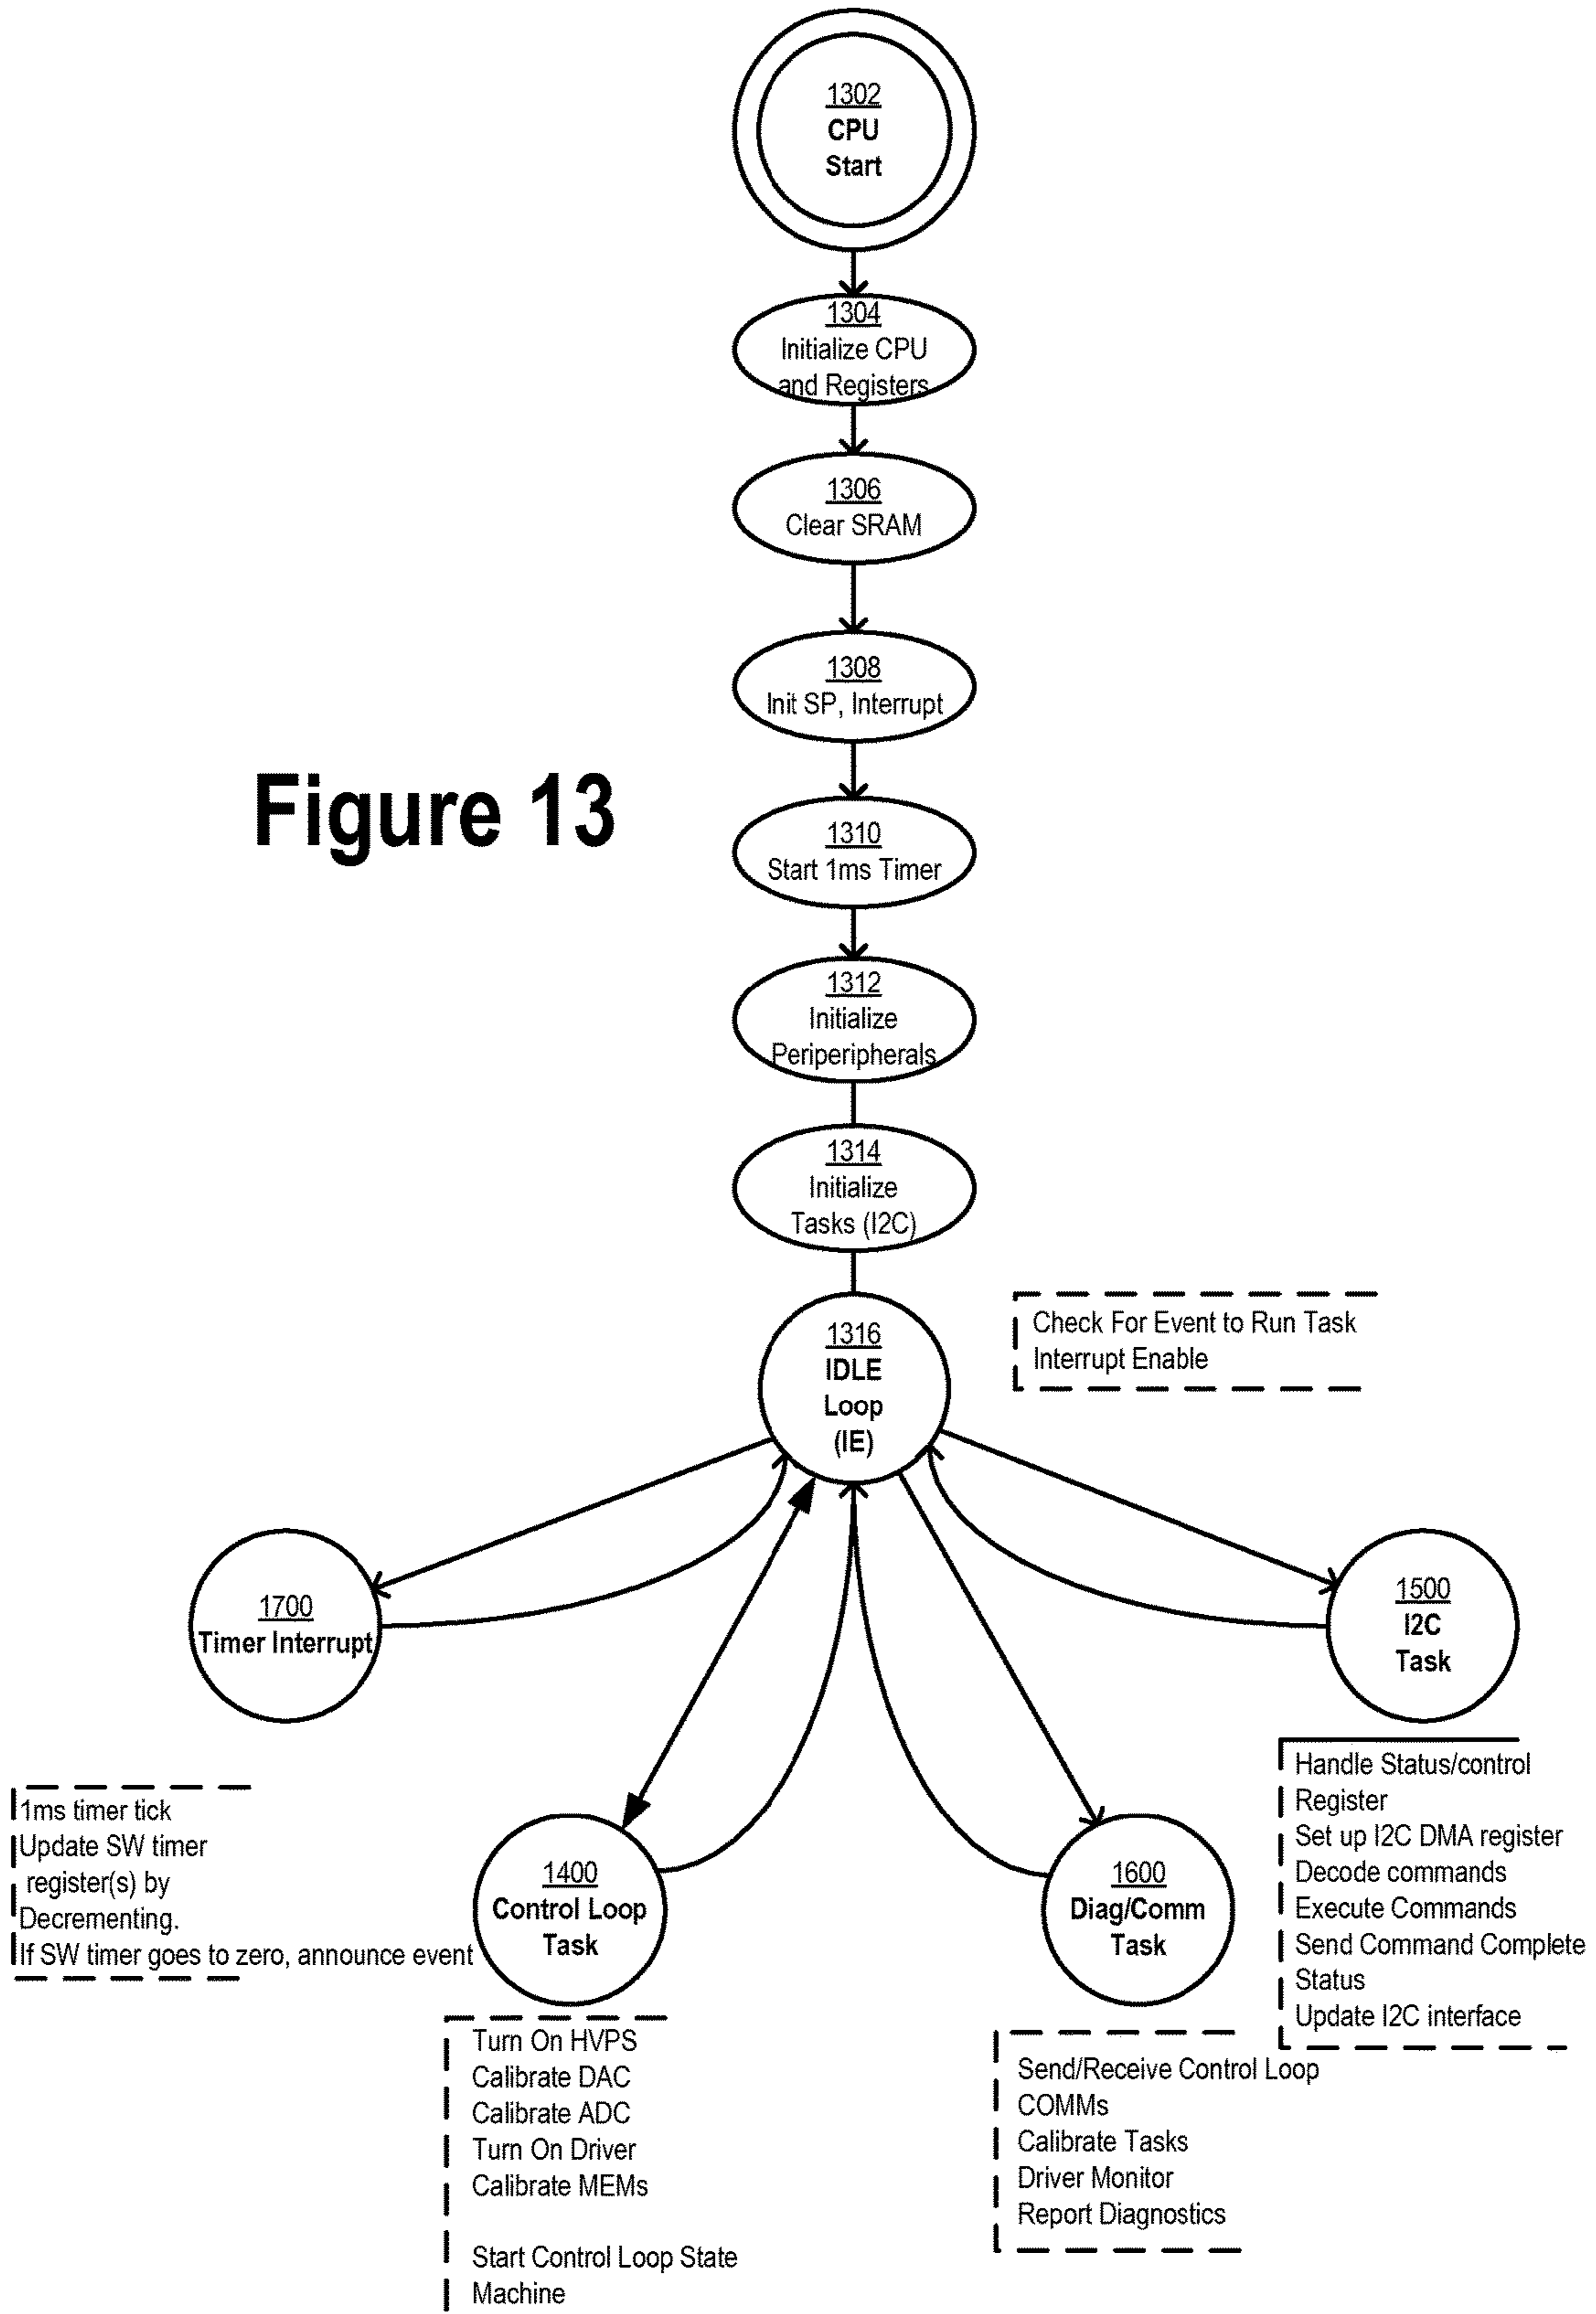 1302
CPU
Start
1304
Initialize CPU
and Registers
1306
Clear SRAM
1308
Init SP, Interrupt
Figure 13
1310
Start 1ms Timer
1312
Initialize
Periperipherals
1314
Initialize
Tasks (I2C)
1316
IDLE
Loop
(IE)
Check For Event to Run Task
Interrupt Enable
1700
Timer Interrupt
1500
I2C
Task
1ms timer tick
Update SW timer
register(s) by
Decrementing.
If SW timer goes to zero, announce event
1400
Control Loop
Task
1600
Diag/Comm
Task
Handle Status/control
Register
Set up I2C DMA register
Decode commands
Execute Commands
Send Command Complete
Status
Update I2C interface
Turn On HVPS
Calibrate DAC
Calibrate ADC
Turn On Driver
Calibrate MEMs
Start Control Loop State
Machine
Send/Receive Control Loop
COMMs
Calibrate Tasks
Driver Monitor
Report Diagnostics